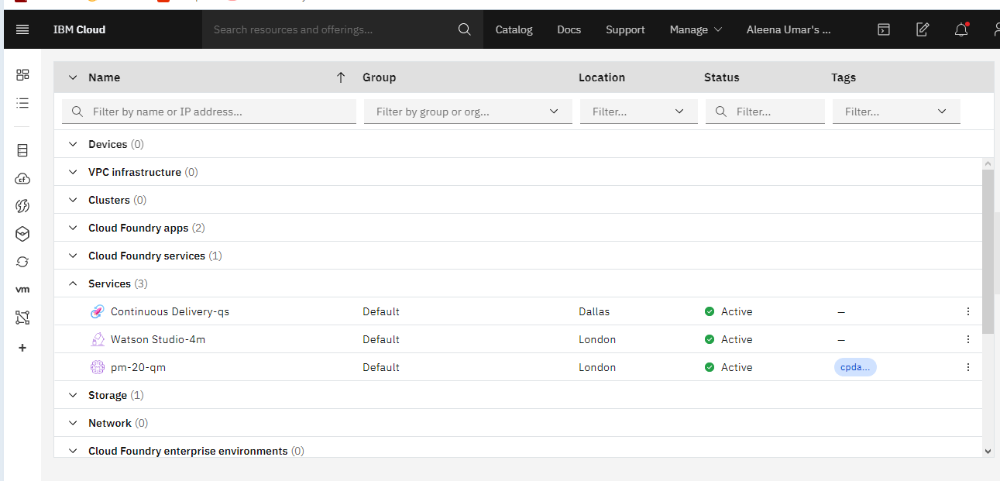 IBM Cloud
Search resources and offerings...
Catalog
Docs
Support
Manage
Aleena Umar's ...
Name Group Location Status Tags
Filter by name or IP address... Filter by group or org... Filter... Filter... Filter...
Devices (0)
VPC infrastructure (0)
Clusters (0)
Cloud Foundry apps (2)
Cloud Foundry services (1)
Services (3)
Continuous Delivery-qs Default Dallas Active –
Watson Studio-4m Default London Active –
pm-20-qm Default London Active cpda...
Storage (1)
Network (0)
Cloud Foundry enterprise environments (0)
cf
vm